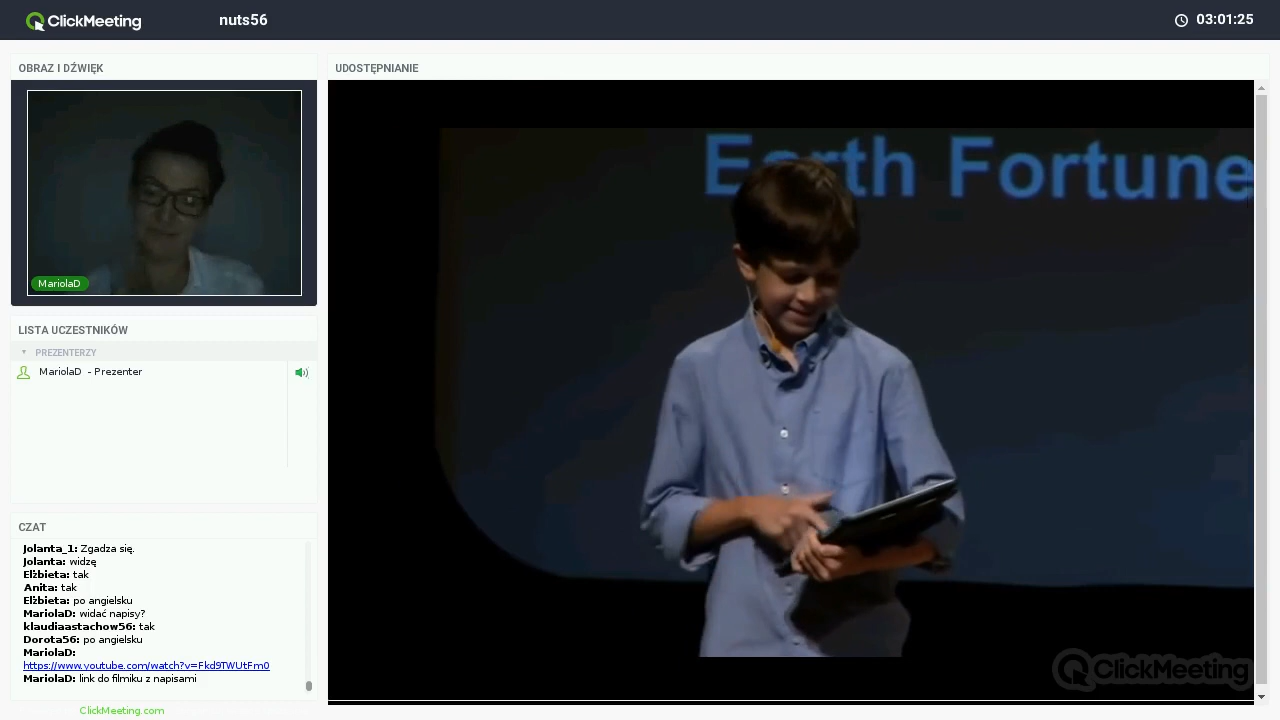 ClickMeeting
nuts56
03:01:25
OBRAZ I DŹWIĘK
MariolaD
LISTA UCZESTNIKÓW
PREZENTERZY
MariolaD - Prezenter
CZAT
Jolanta_1: Zgadza się.
Jolanta: widzę
Elżbieta: tak
Anita: tak
Elżbieta: po angielsku
MariolaD: widać napisy?
klaudiaastachow56: tak
Dorota56: po angielsku
MariolaD:
https://www.youtube.com/watch?v=Fkd9TWUtFm0
MariolaD: link do filmiku z napisami
ClickMeeting.com
UDOSTĘPNIANIE
Earth Fortune
ClickMeeting